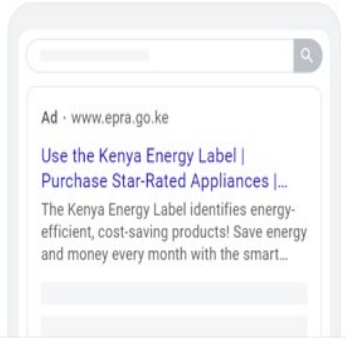 Ad · www.epra.go.ke
Use the Kenya Energy Label |
Purchase Star-Rated Appliances |...
The Kenya Energy Label identifies energy-
efficient, cost-saving products! Save energy
and money every month with the smart...